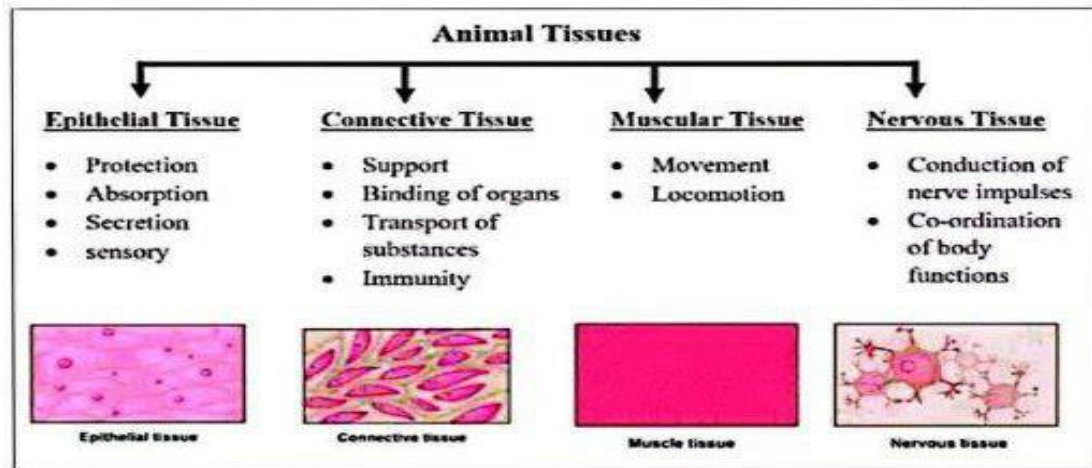 Animal Tissues
Epithelial Tissue
• Protection
• Absorption
• Secretion
• sensory
Connective Tissue
• Support
• Binding of organs
• Transport of
substances
• Immunity
Muscular Tissue
• Movement
• Locomotion
Nervous Tissue
• Conduction of
nerve impulses
• Co-ordination
of body
functions
Epithelial tissue
Connective tissue
Muscle tissue
Nervous tissue